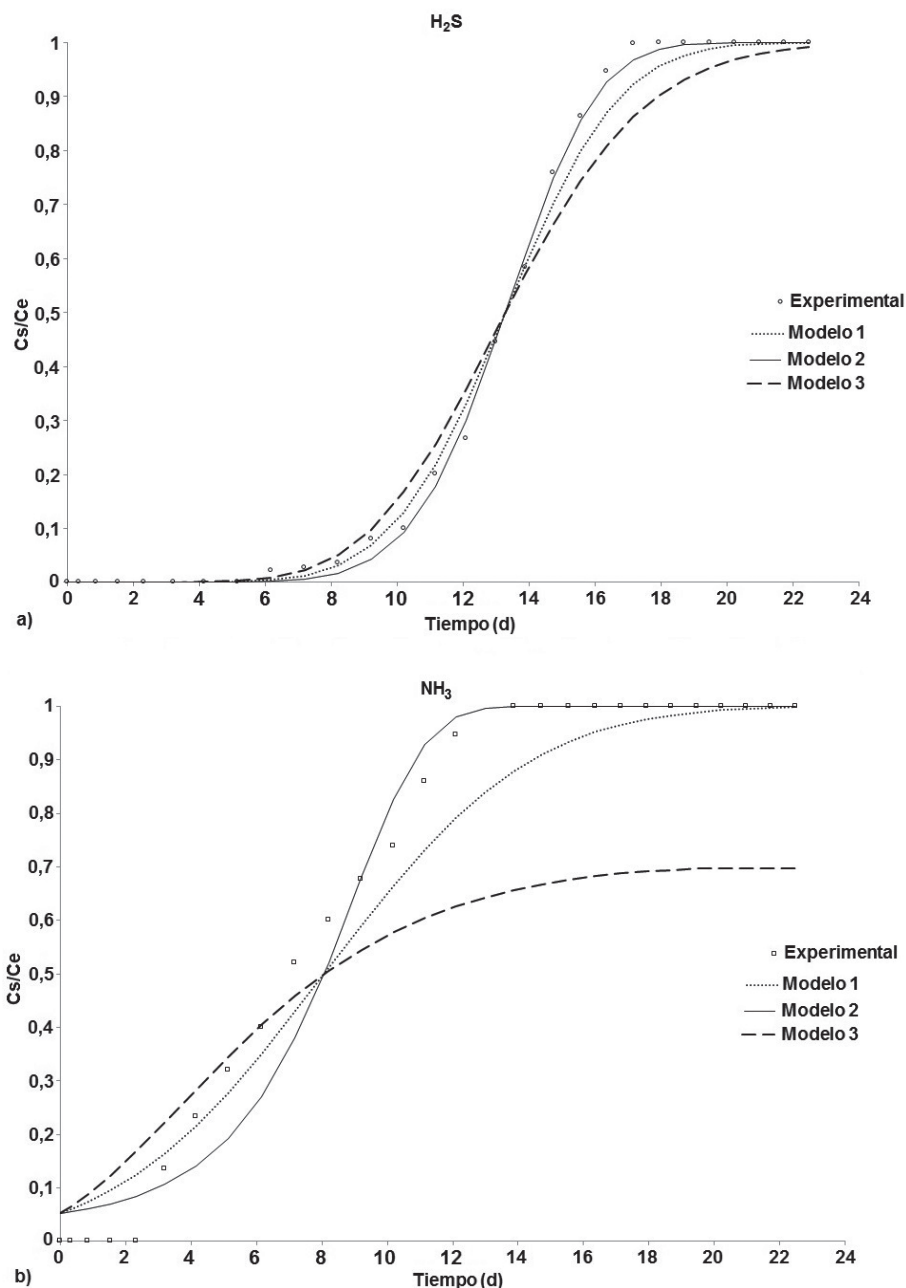 H₂S
1
0,9
0,8
0,7
0,6
0,5
0,4
0,3
0,2
0,1
0
Cs/Ce
0 2 4 6 8 10 12 14 16 18 20 22 24
Tiempo (d)
Experimental
Modelo 1
Modelo 2
Modelo 3
a)
NH₃
1
0,9
0,8
0,7
0,6
0,5
0,4
0,3
0,2
0,1
0
Cs/Ce
0 2 4 6 8 10 12 14 16 18 20 22 24
Tiempo (d)
Experimental
Modelo 1
Modelo 2
Modelo 3
b)